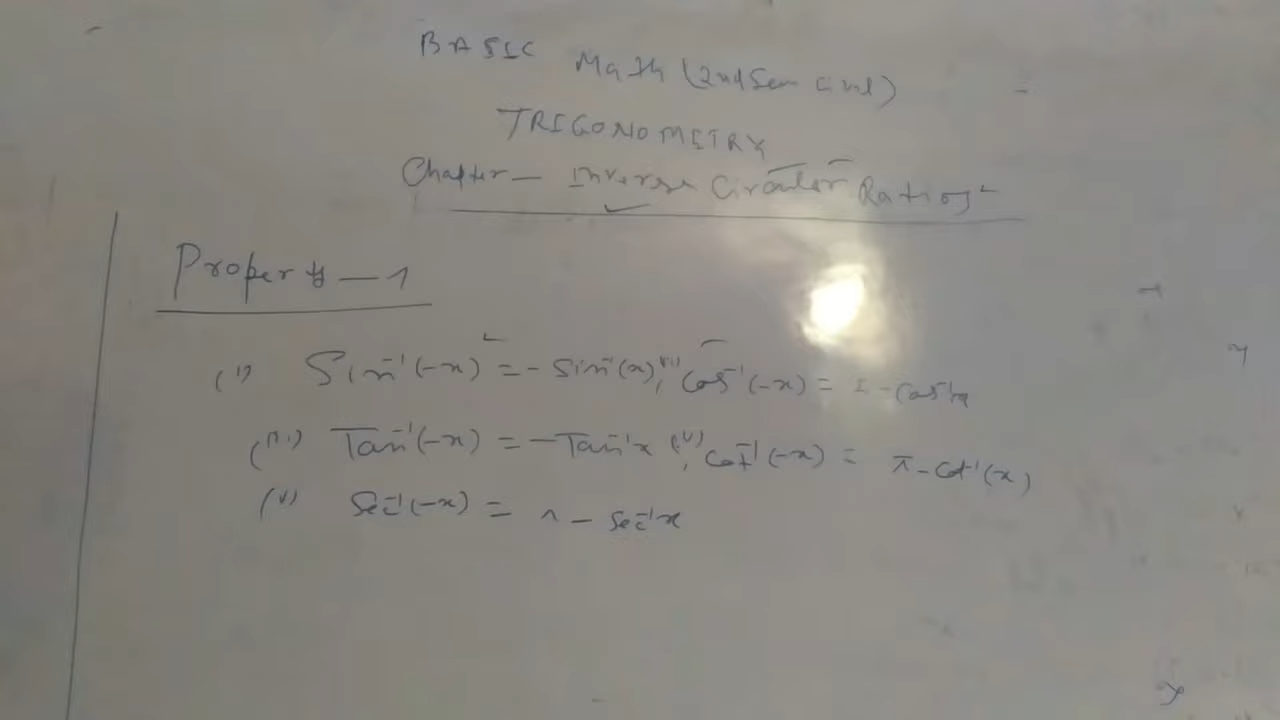 BASIC Math (2nd Sem Civil)
TRIGONOMETRY
Chapter — Inverse Circular Ratios
Property — 1
(i) Sin⁻¹(-x) = - Sin⁻¹(x), (ii) Cos⁻¹(-x) = π - Cos⁻¹x
(iii) Tan⁻¹(-x) = -Tan⁻¹x, (iv) Cot⁻¹(-x) = π - Cot⁻¹(x)
(v) Sec⁻¹(-x) = π - Sec⁻¹x